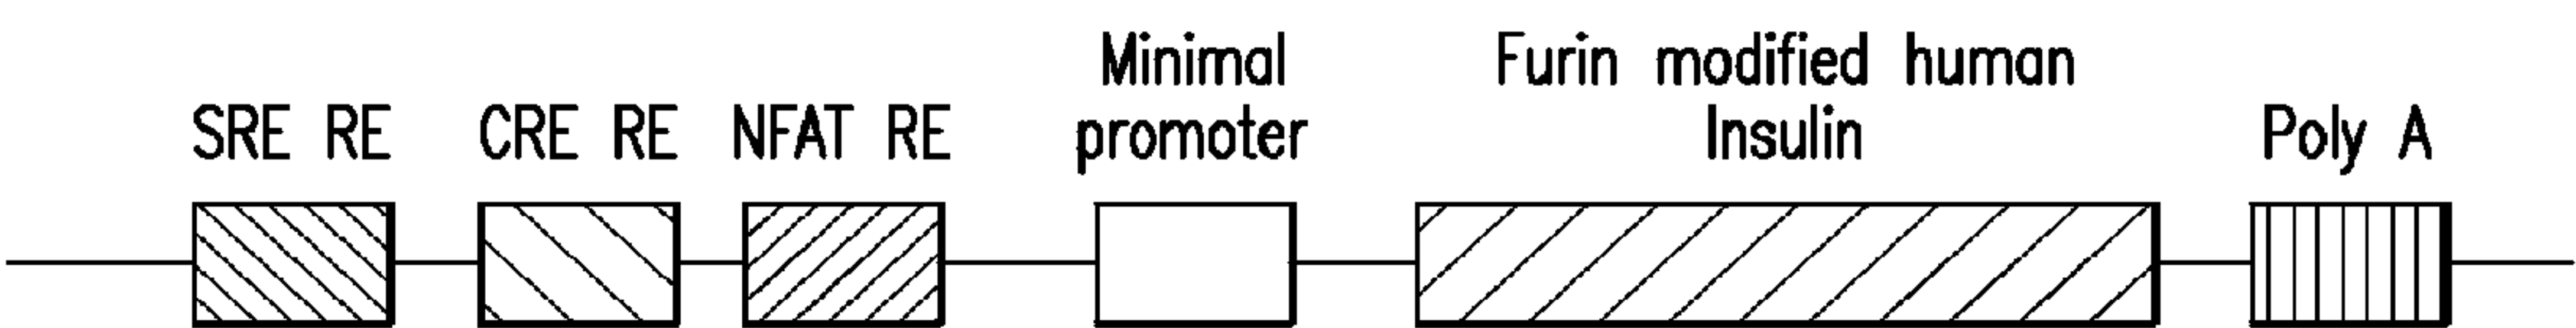 SRE RE
CRE RE
NFAT RE
Minimal
promoter
Furin modified human
Insulin
Poly A